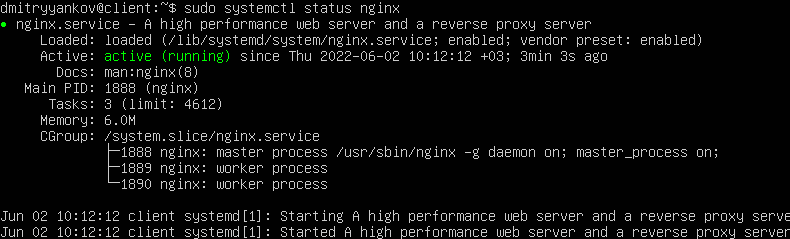 dmitryyankov@client:~$ sudo systemctl status nginx
● nginx.service - A high performance web server and a reverse proxy server
Loaded: loaded (/lib/systemd/system/nginx.service; enabled; vendor preset: enabled)
Active: active (running) since Thu 2022-06-02 10:12:12 +03; 3min 3s ago
Docs: man:nginx(8)
Main PID: 1888 (nginx)
Tasks: 3 (limit: 4612)
Memory: 6.0M
CGroup: /system.slice/nginx.service
├─1888 nginx: master process /usr/sbin/nginx -g daemon on; master_process on;
├─1889 nginx: worker process
└─1890 nginx: worker process
Jun 02 10:12:12 client systemd[1]: Starting A high performance web server and a reverse proxy serve
Jun 02 10:12:12 client systemd[1]: Started A high performance web server and a reverse proxy server